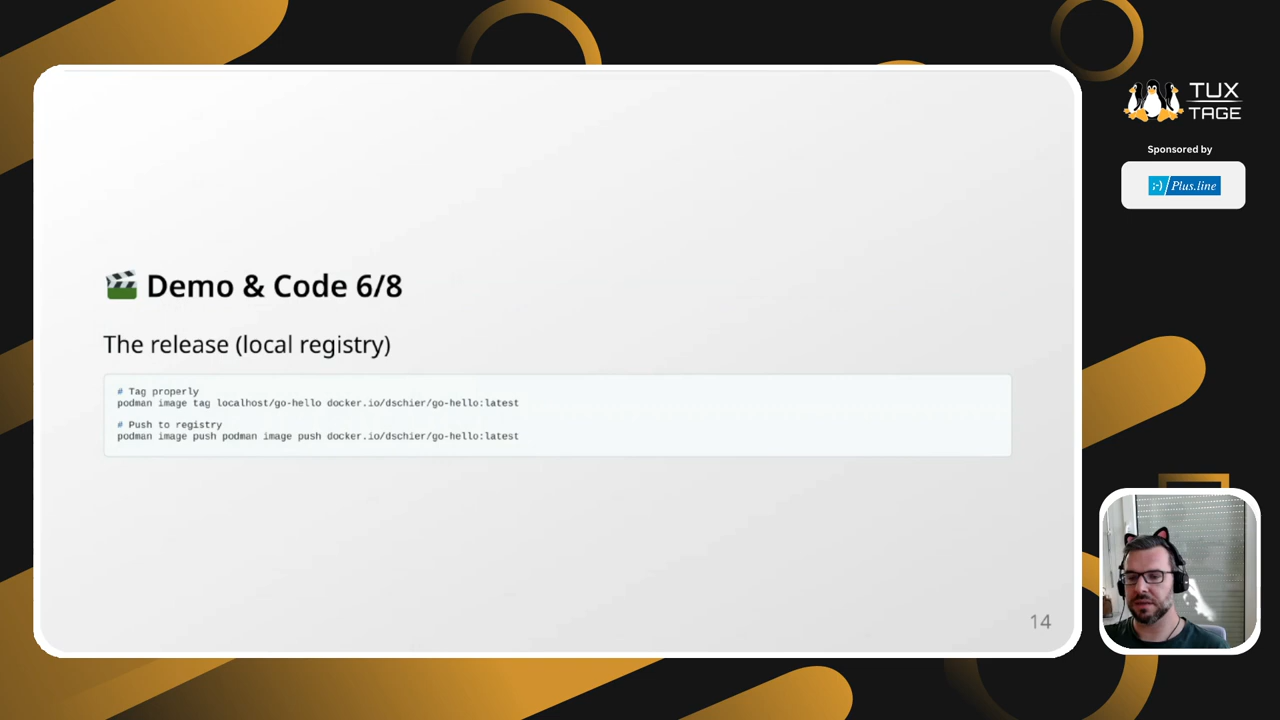 TUX
TAGE
Sponsored by
;-) Plus.line
🎬 Demo & Code 6/8
The release (local registry)
# Tag properly
podman image tag localhost/go-hello docker.io/dschier/go-hello:latest
# Push to registry
podman image push podman image push docker.io/dschier/go-hello:latest
14